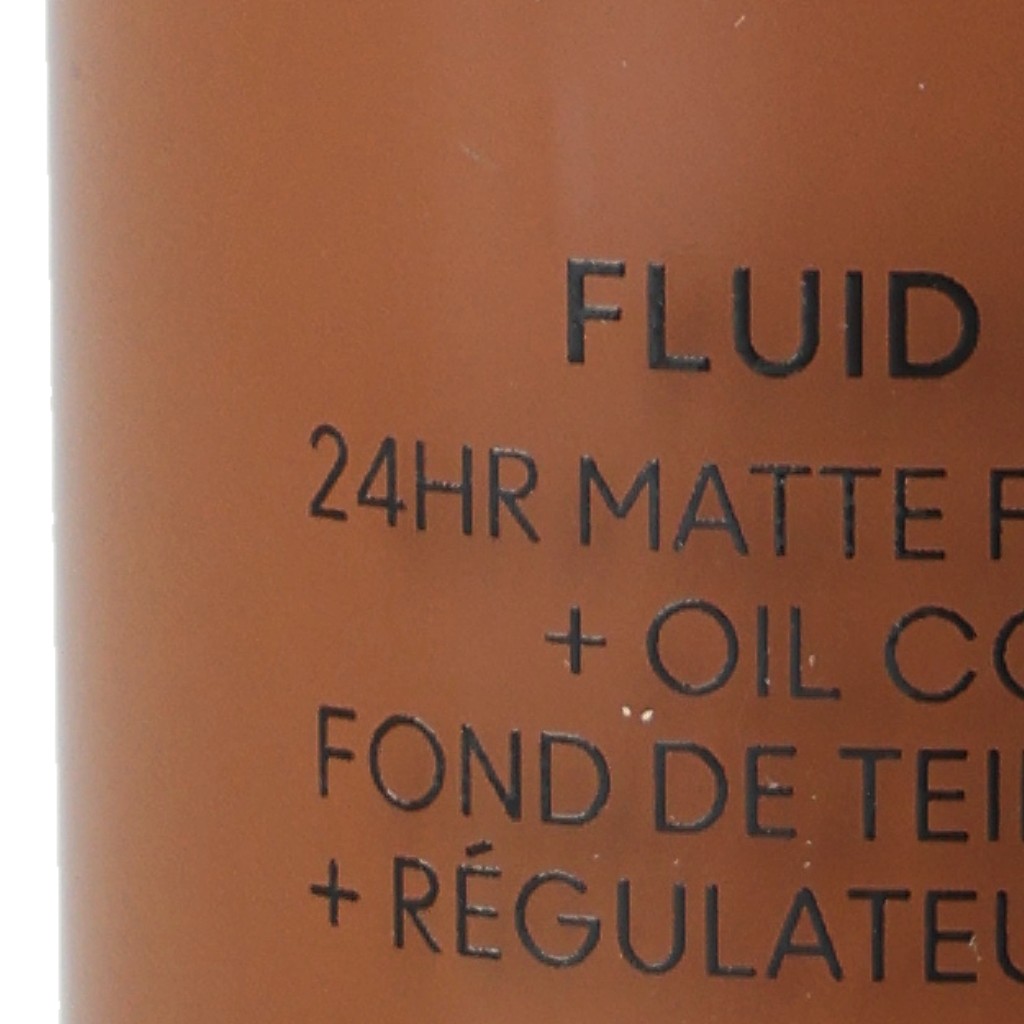 FLUID
24HR MATTE F
+ OIL CO
FOND DE TEI
+ RÉGULATEU